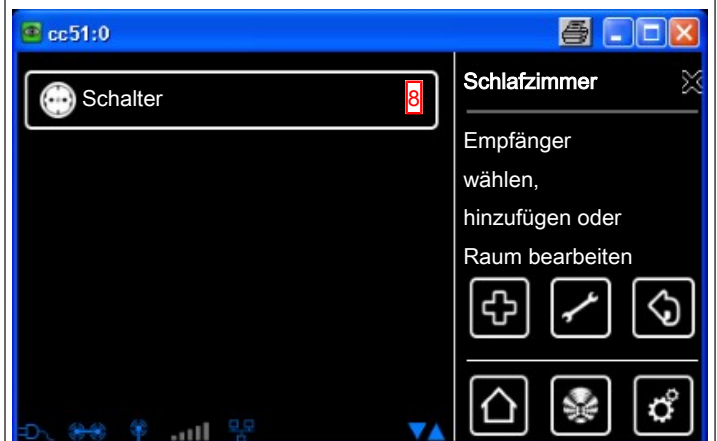 cc51:0
Schalter
8
Schlafzimmer
Empfänger
wählen,
hinzufügen oder
Raum bearbeiten